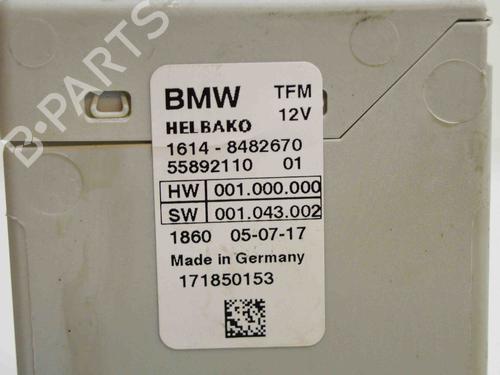 B-PARTS
BMW TFM
12V
HELBAKO
1614 - 8482670
55892110 01
HW 001.000.000
SW 001.043.002
1860 05-07-17
Made in Germany
171850153